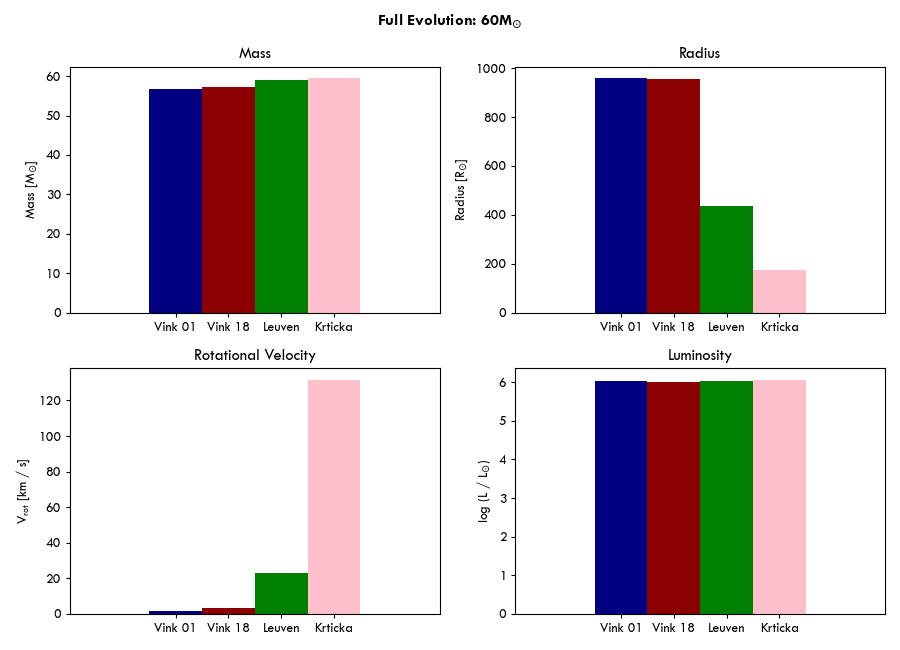 Full Evolution: 60M⊙
Mass
Mass [M⊙]
60
50
40
30
20
10
0
Vink 01 Vink 18 Leuven Krticka
Radius
Radius [R⊙]
1000
800
600
400
200
0
Vink 01 Vink 18 Leuven Krticka
Rotational Velocity
Vrot [km / s]
120
100
80
60
40
20
0
Vink 01 Vink 18 Leuven Krticka
Luminosity
log (L / L⊙)
6
5
4
3
2
1
0
Vink 01 Vink 18 Leuven Krticka